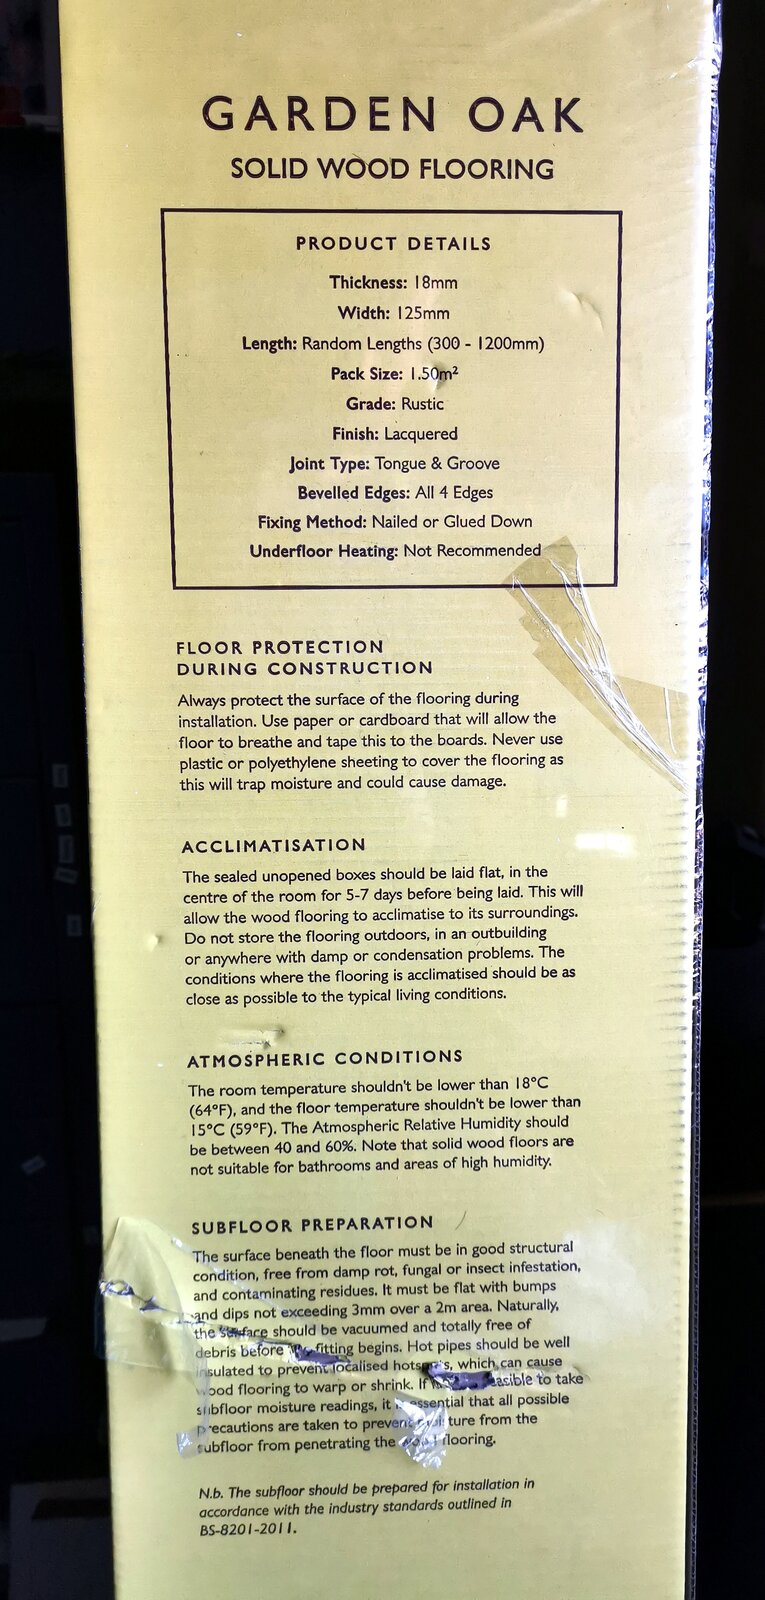 GARDEN OAK
SOLID WOOD FLOORING
PRODUCT DETAILS
Thickness: 18mm
Width: 125mm
Length: Random Lengths (300 - 1200mm)
Pack Size: 1.50m²
Grade: Rustic
Finish: Lacquered
Joint Type: Tongue & Groove
Bevelled Edges: All 4 Edges
Fixing Method: Nailed or Glued Down
Underfloor Heating: Not Recommended
FLOOR PROTECTION
DURING CONSTRUCTION
Always protect the surface of the flooring during
installation. Use paper or cardboard that will allow the
floor to breathe and tape this to the boards. Never use
plastic or polyethylene sheeting to cover the flooring as
this will trap moisture and could cause damage.
ACCLIMATISATION
The sealed unopened boxes should be laid flat, in the
centre of the room for 5-7 days before being laid. This will
allow the wood flooring to acclimatise to its surroundings.
Do not store the flooring outdoors, in an outbuilding
or anywhere with damp or condensation problems. The
conditions where the flooring is acclimatised should be as
close as possible to the typical living conditions.
ATMOSPHERIC CONDITIONS
The room temperature shouldn't be lower than 18°C
(64°F), and the floor temperature shouldn't be lower than
15°C (59°F). The Atmospheric Relative Humidity should
be between 40 and 60%. Note that solid wood floors are
not suitable for bathrooms and areas of high humidity.
SUBFLOOR PREPARATION
The surface beneath the floor must be in good structural
condition, free from damp rot, fungal or insect infestation,
and contaminating residues. It must be flat with bumps
and dips not exceeding 3mm over a 2m area. Naturally,
the surface should be vacuumed and totally free of
debris before fitting begins. Hot pipes should be well
insulated to prevent localised which can cause
wood flooring to warp or shrink. If to take
subfloor moisture readings, it essential that all possible
precautions are taken to prevent from the
subfloor from penetrating the flooring.
N.b. The subfloor should be prepared for installation in
accordance with the industry standards outlined in
BS-8201-2011.